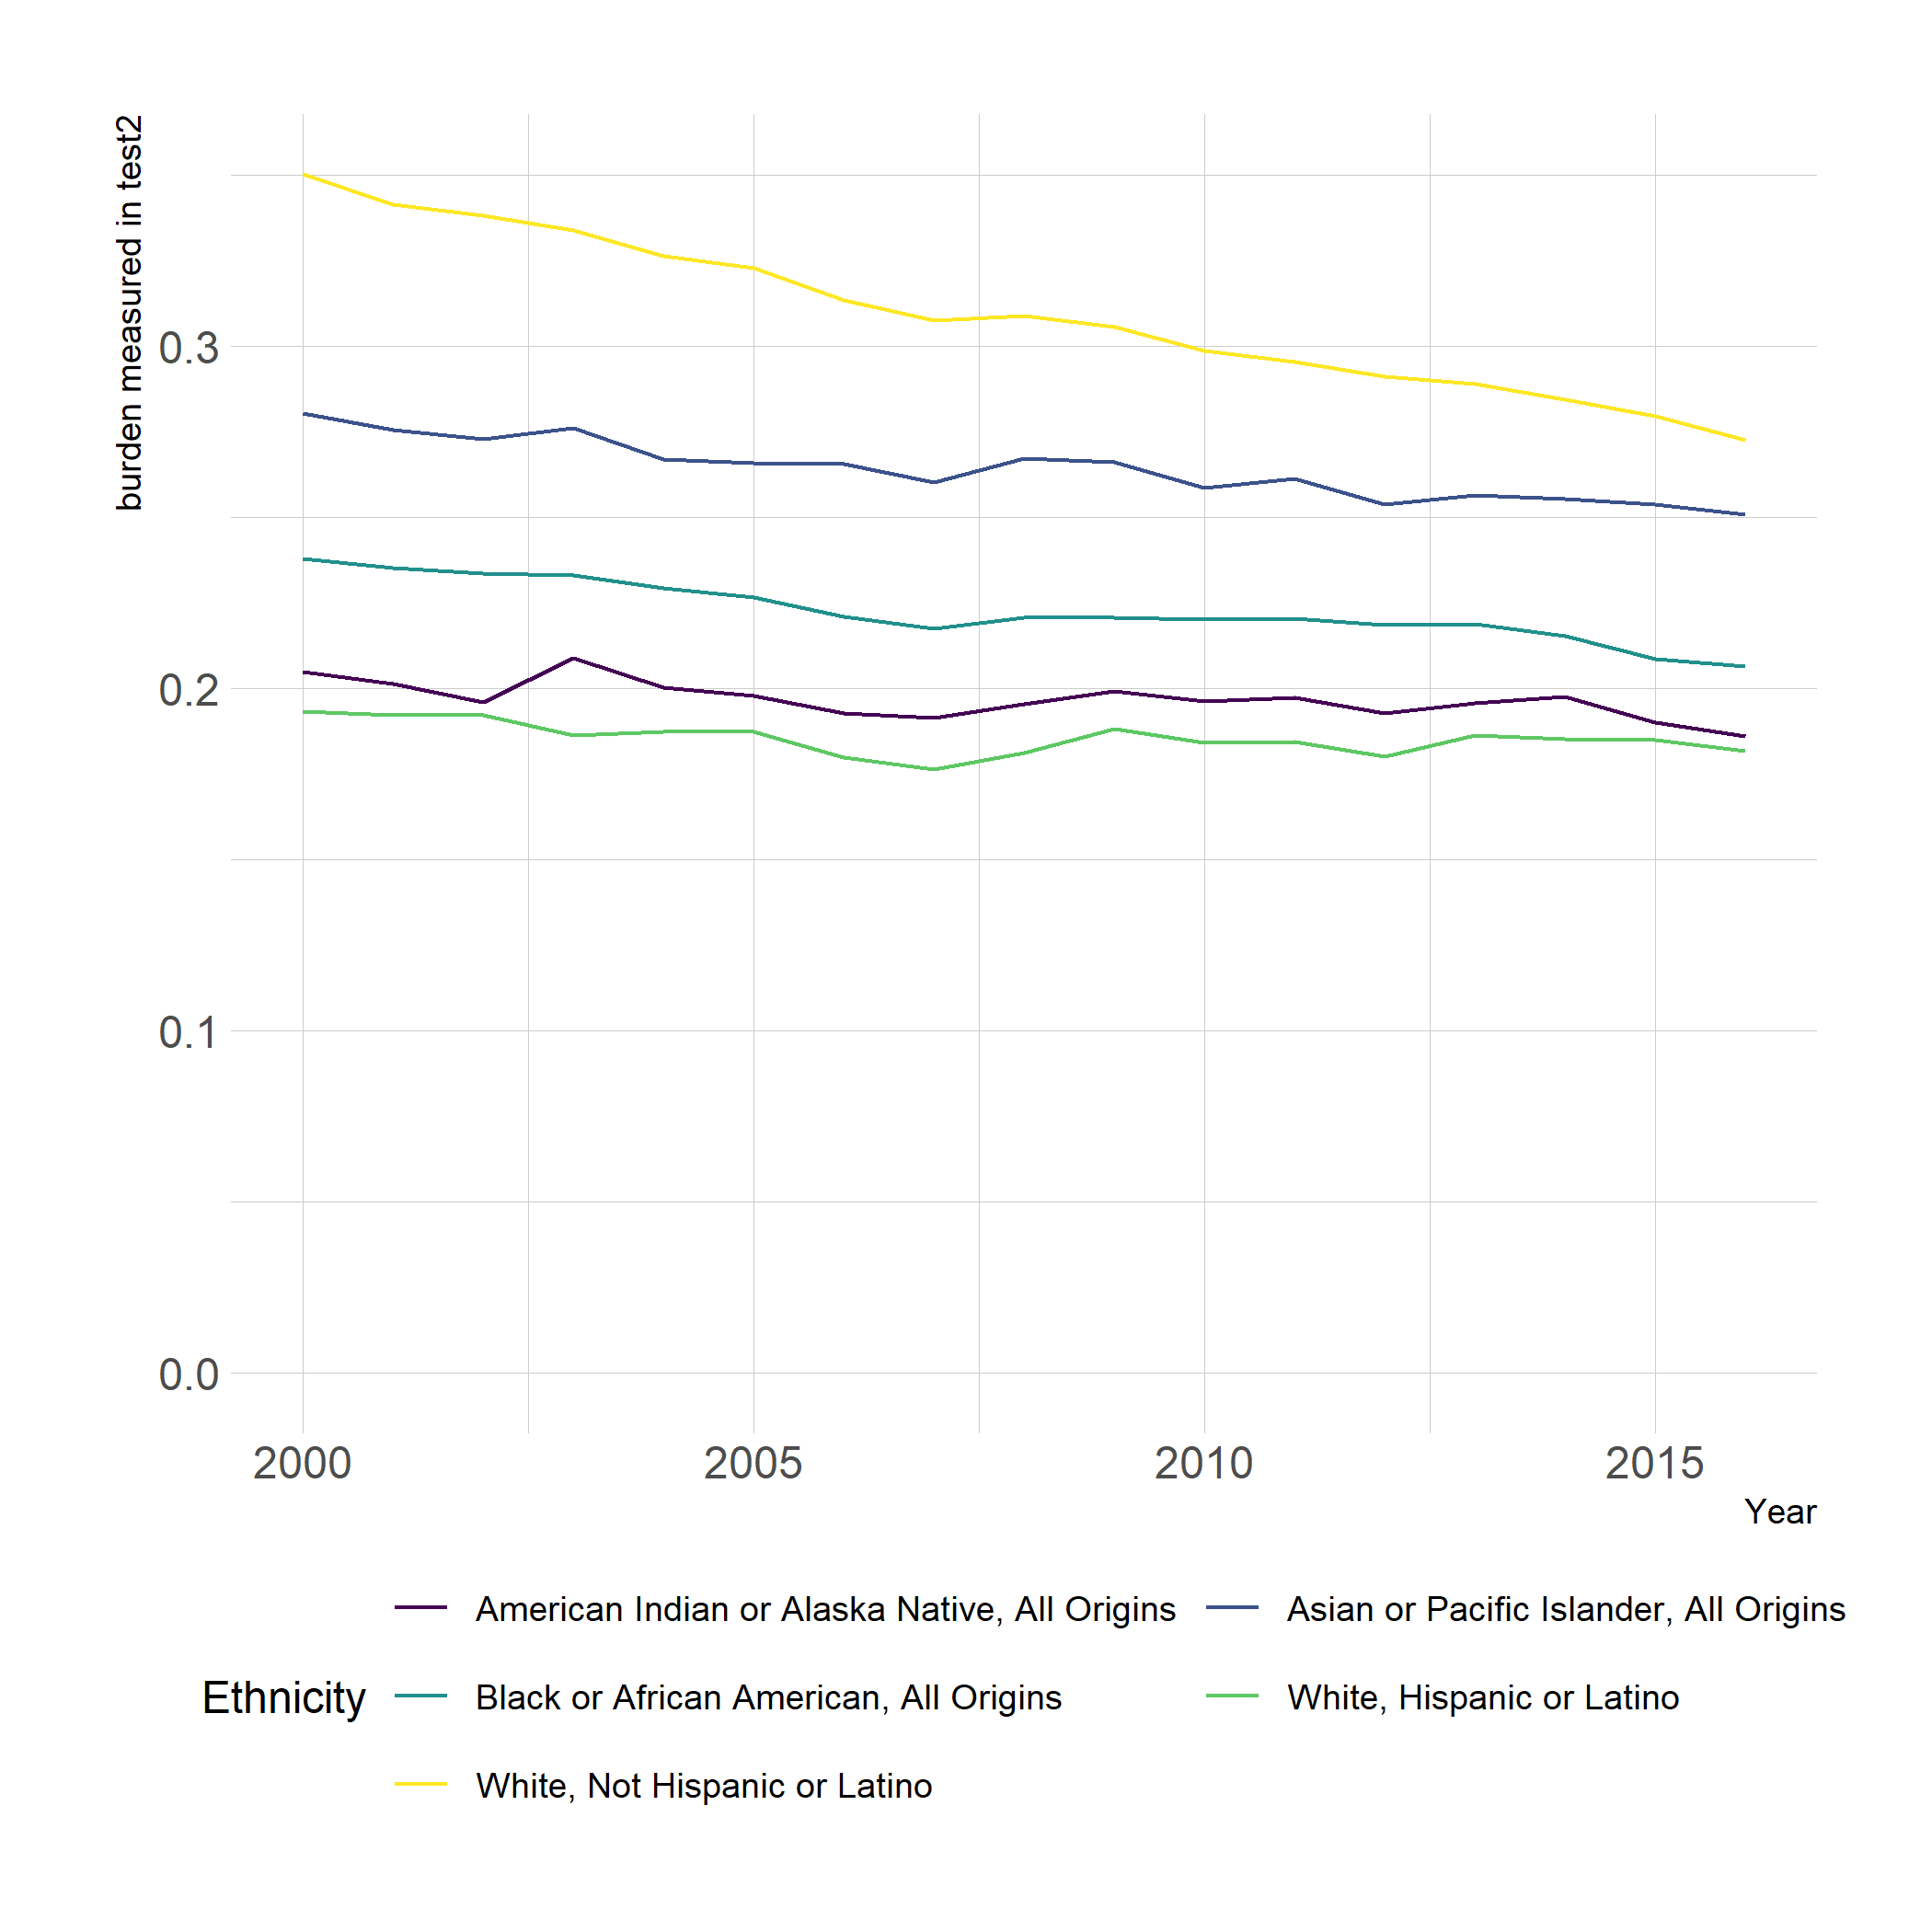 burden measured in test2
0.3
0.2
0.1
0.0
2000 2005 2010 2015
Year
Ethnicity
American Indian or Alaska Native, All Origins
Asian or Pacific Islander, All Origins
Black or African American, All Origins
White, Hispanic or Latino
White, Not Hispanic or Latino